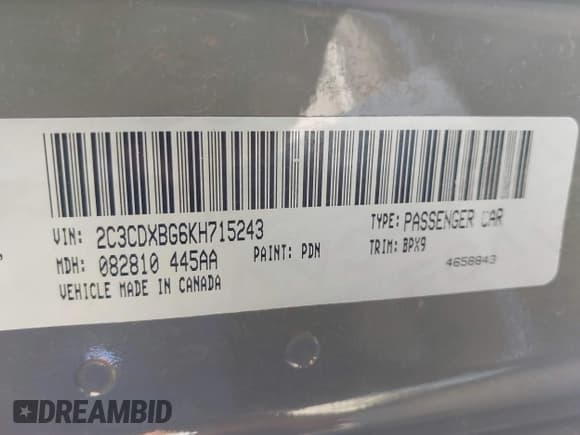 VIN: 2C3CDXBG6KH715243
TYPE: PASSENGER CAR
MDH: 082810 445AA
PAINT: PDN
TRIM: BPX9
VEHICLE MADE IN CANADA
4658843
DREAMBID